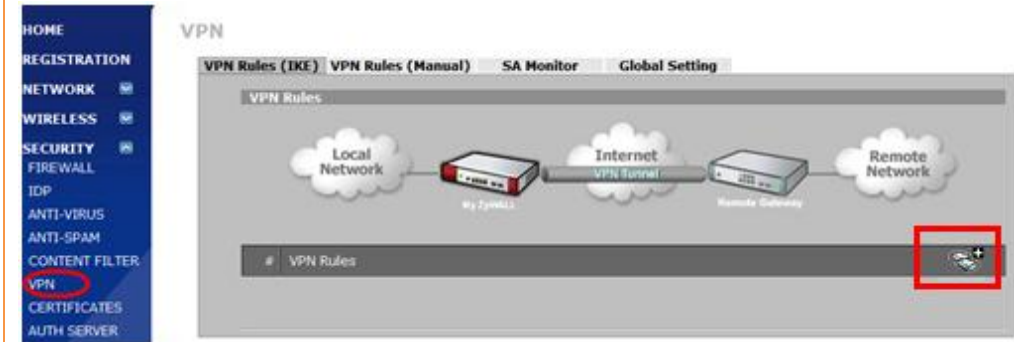 HOME
REGISTRATION
NETWORK
WIRELESS
SECURITY
FIREWALL
IDP
ANTI-VIRUS
ANTI-SPAM
CONTENT FILTER
VPN
CERTIFICATES
AUTH SERVER
VPN
VPN Rules (IKE) VPN Rules (Manual) SA Monitor Global Setting
VPN Rules
Local
Network
My ZyWALL
Internet
VPN Tunnel
Remote Gateway
Remote
Network
# VPN Rules